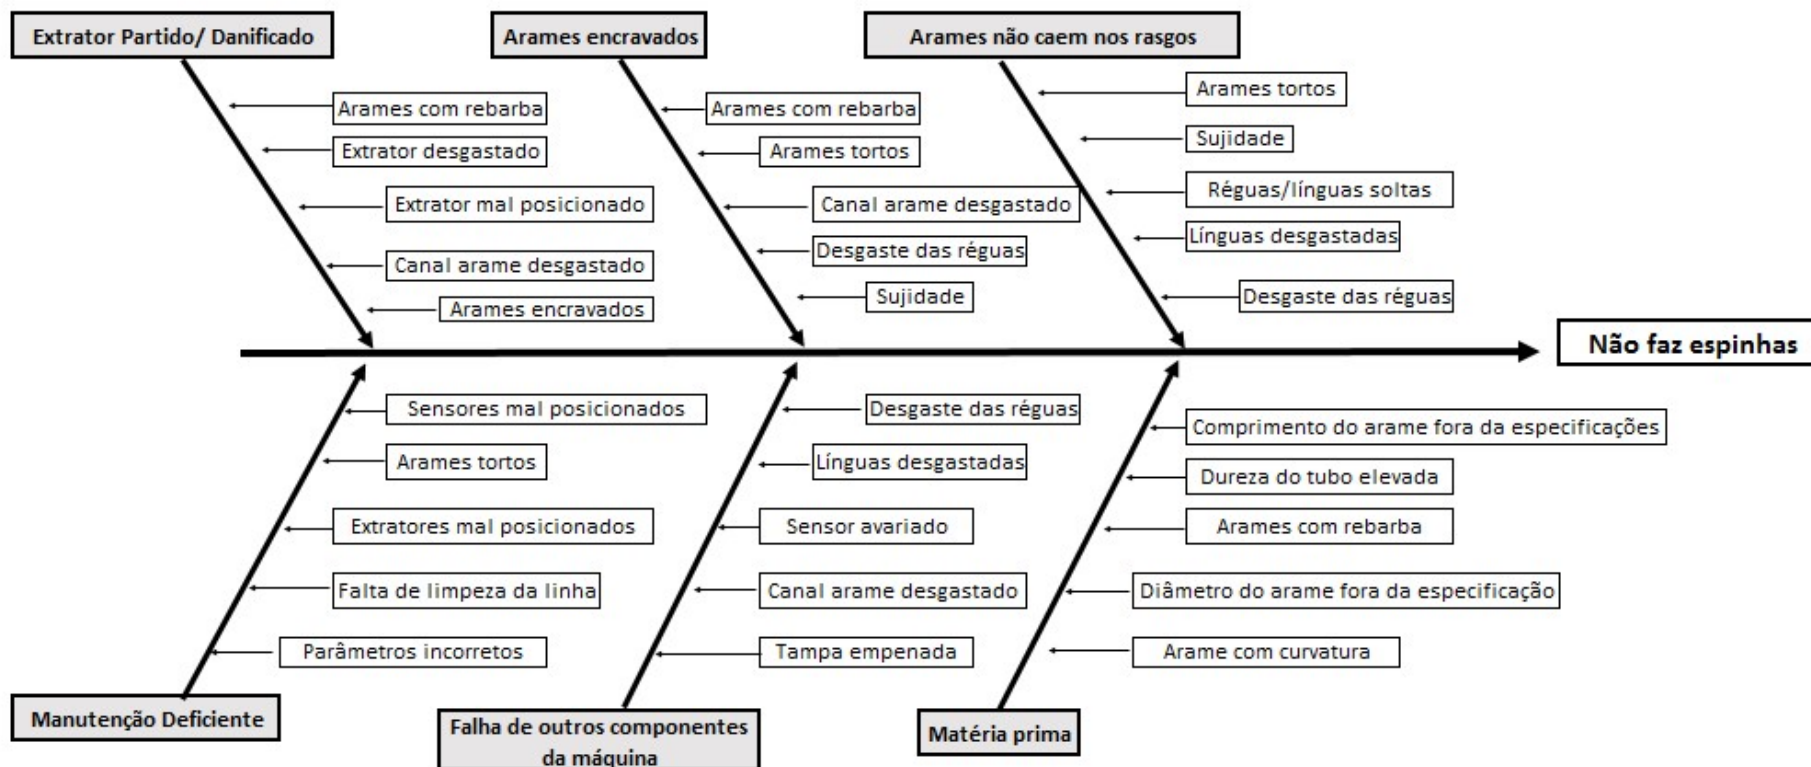 Extrator Partido/ Danificado
Arames com rebarba
Extrator desgastado
Extrator mal posicionado
Canal arame desgastado
Arames encravados
Arames encravados
Arames com rebarba
Arames tortos
Canal arame desgastado
Desgaste das réguas
Sujidade
Arames não caem nos rasgos
Arames tortos
Sujidade
Réguas/línguas soltas
Línguas desgastadas
Desgaste das réguas
Não faz espinhas
Sensores mal posicionados
Arames tortos
Extratores mal posicionados
Falta de limpeza da linha
Parâmetros incorretos
Manutenção Deficiente
Desgaste das réguas
Línguas desgastadas
Sensor avariado
Canal arame desgastado
Tampa empenada
Falha de outros componentes
da máquina
Comprimento do arame fora da especificações
Dureza do tubo elevada
Arames com rebarba
Diâmetro do arame fora da especificação
Arame com curvatura
Matéria prima